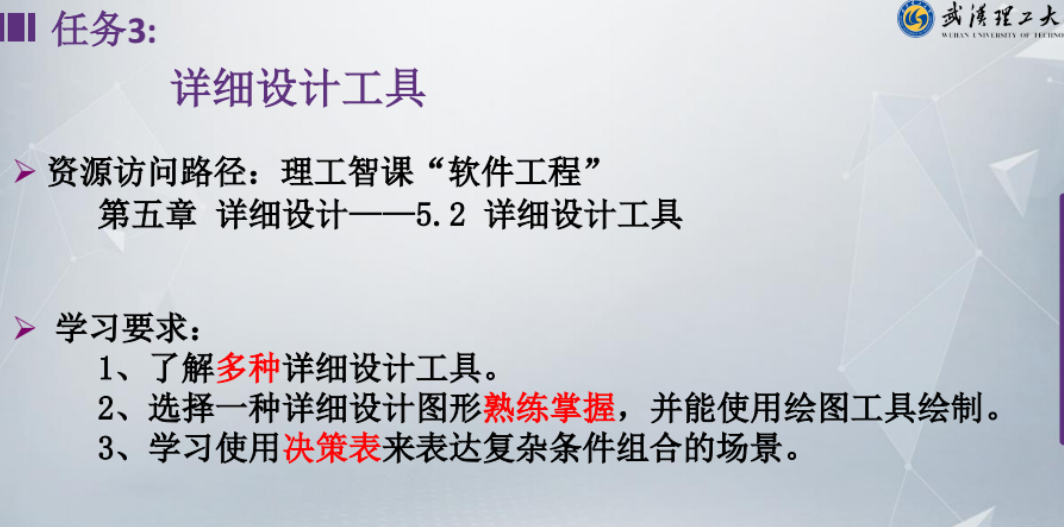 任务3:
武汉理工大
WUHAN UNIVERSITY OF TECHNO
详细设计工具
资源访问路径：理工智课“软件工程”
第五章 详细设计——5.2 详细设计工具
学习要求：
1、了解多种详细设计工具。
2、选择一种详细设计图形熟练掌握，并能使用绘图工具绘制。
3、学习使用决策表来表达复杂条件组合的场景。